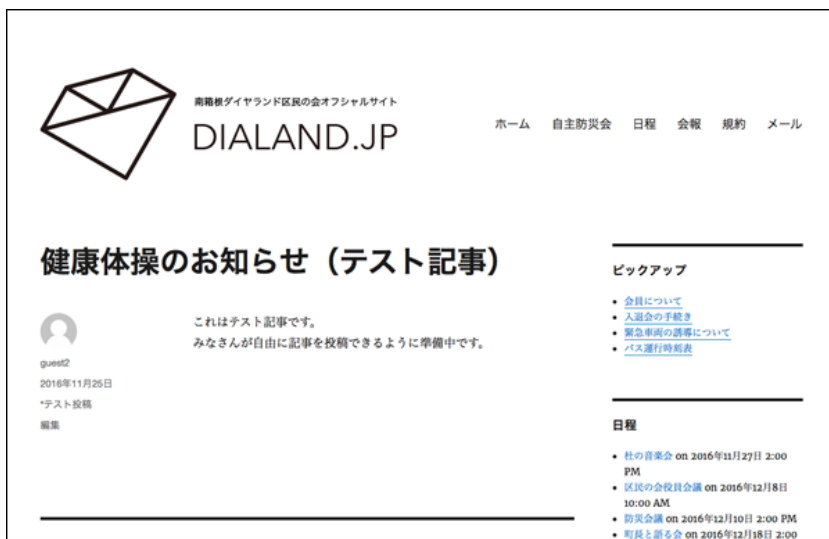 南箱根ダイヤランド区民の会オフシャルサイト
DIALAND.JP
ホーム 自主防災会 日程 会報 規約 メール
健康体操のお知らせ（テスト記事）
これはテスト記事です。
みなさんが自由に記事を投稿できるように準備中です。
guest2
2016年11月25日
*テスト投稿
編集
ピックアップ
会員について
入退会の手続き
緊急車両の誘導について
バス運行時刻表
日程
杜の音楽会 on 2016年11月27日 2:00
PM
区民の会役員会議 on 2016年12月8日
10:00 AM
防災会議 on 2016年12月10日 2:00 PM
町長と語る会 on 2016年12月18日 2:00